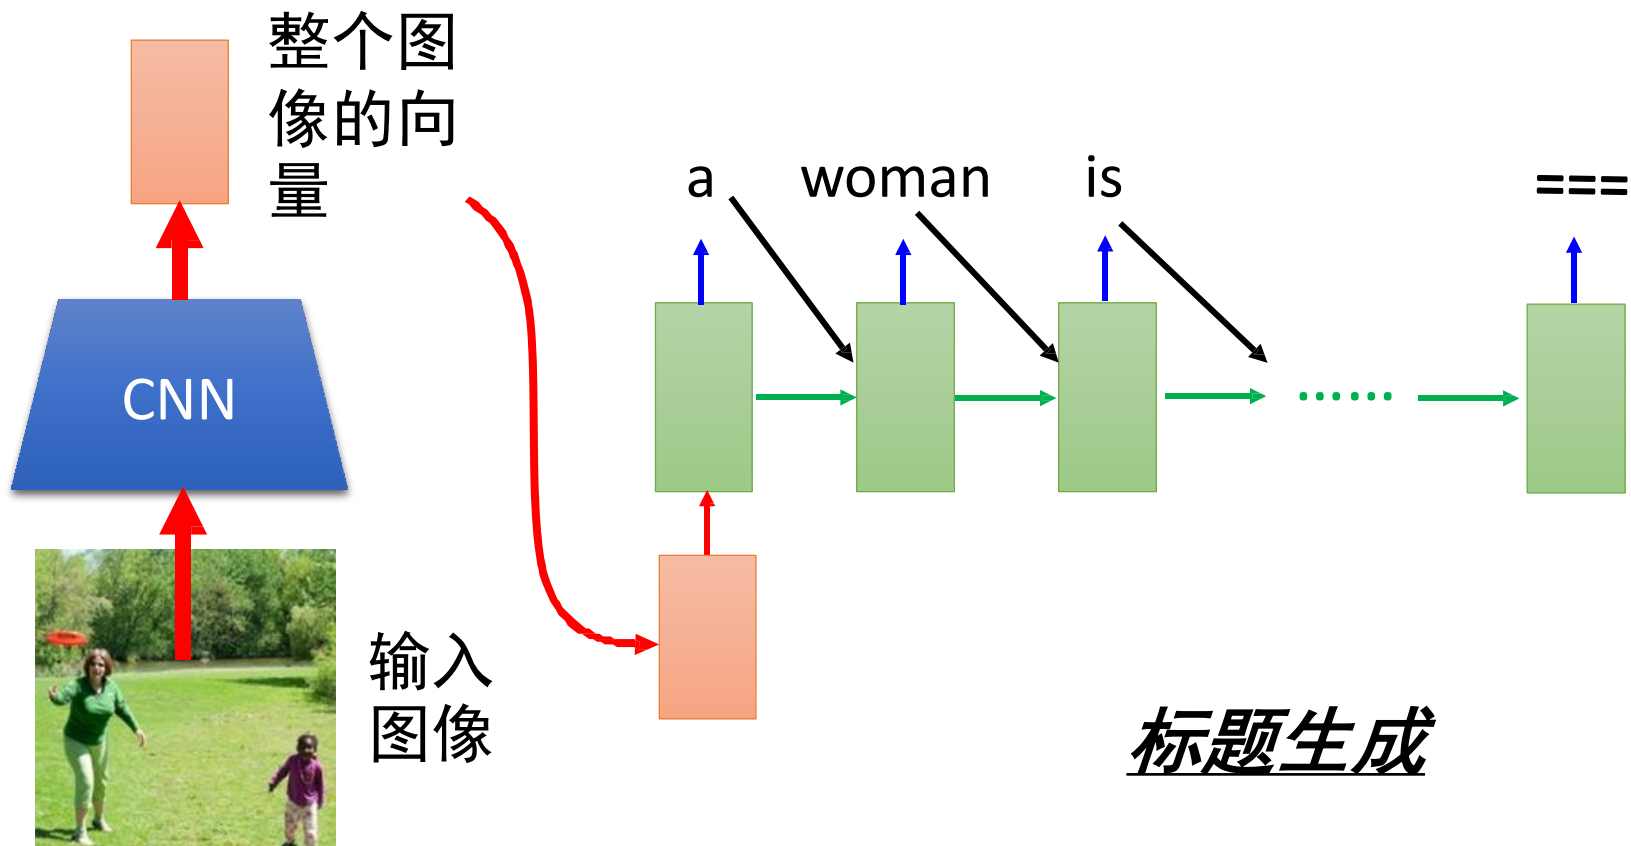 整个图
像的向
量
a woman is ===
CNN
输入
图像
......
标题生成